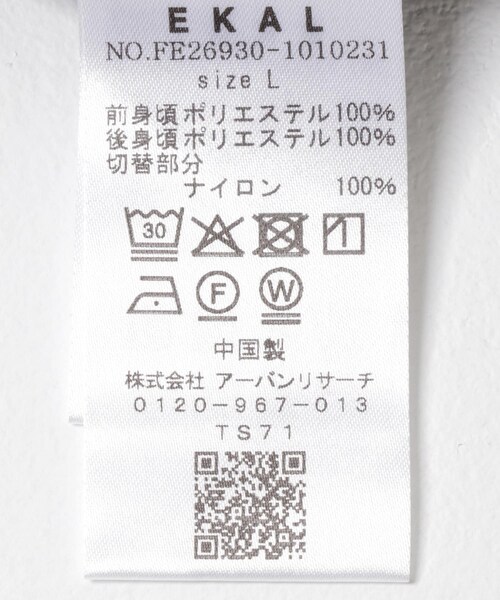 EKAL
NO.FE26930-1010231
size L
前身頃ポリエステル100%
後身頃ポリエステル100%
切替部分
ナイロン 100%
30
F W
中国製
株式会社 アーバンリサーチ
0120-967-013
TS71